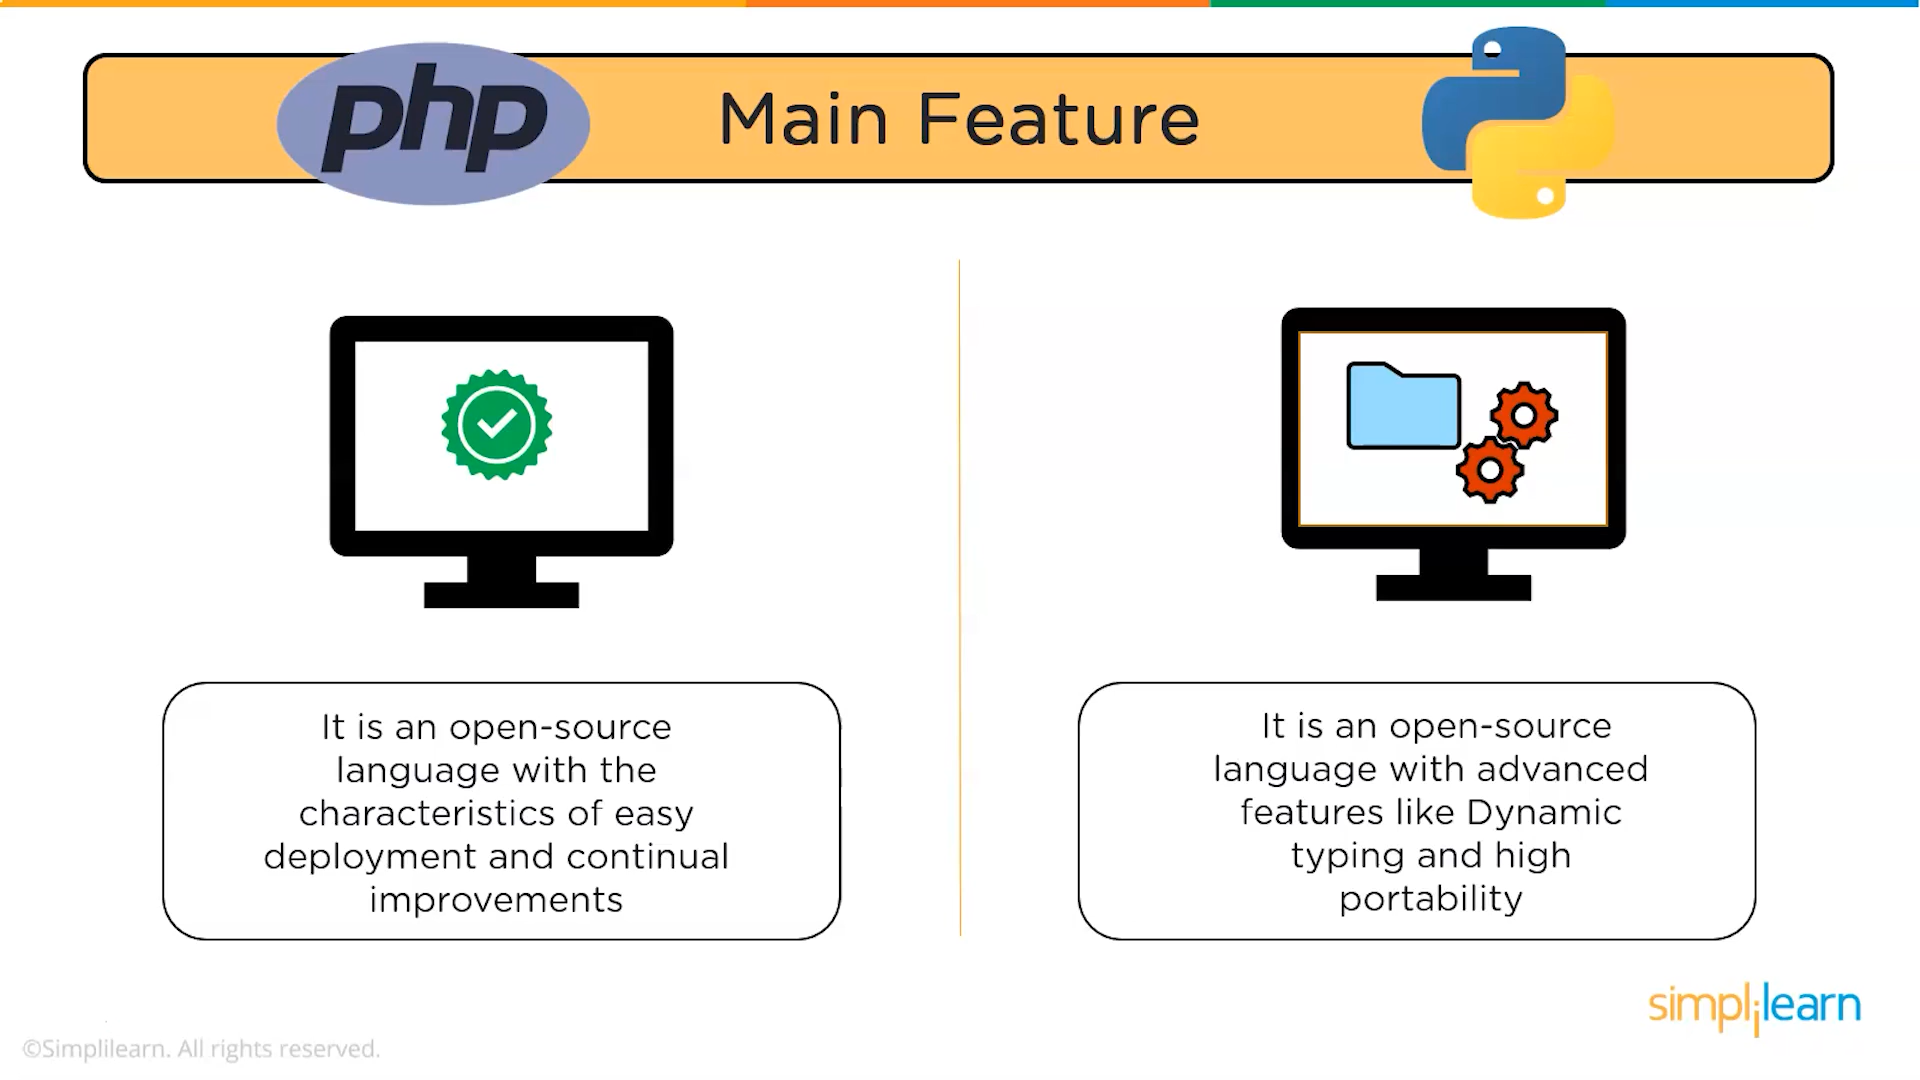 php
Main Feature
It is an open-source
language with the
characteristics of easy
deployment and continual
improvements
It is an open-source
language with advanced
features like Dynamic
typing and high
portability
simplilearn
©Simplilearn. All rights reserved.